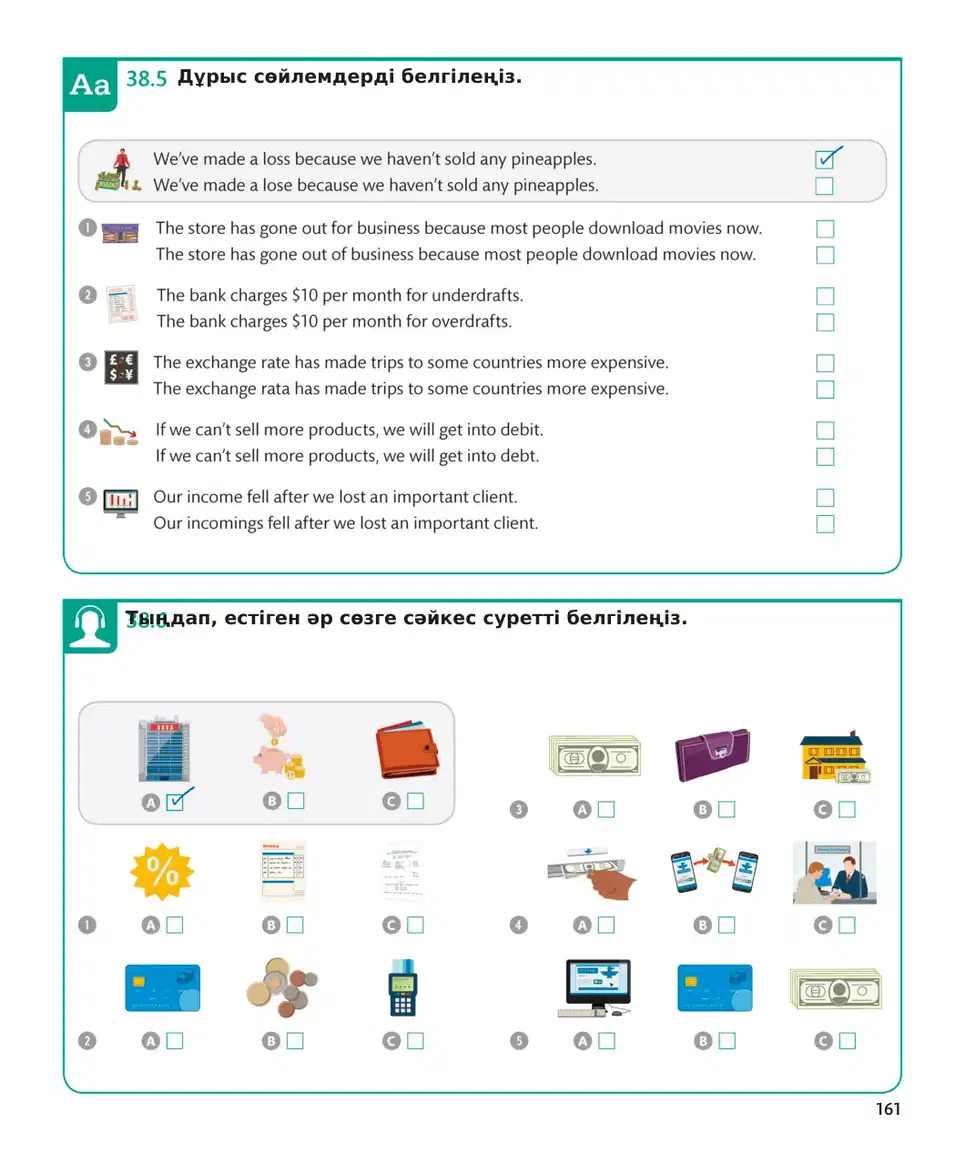 Aa 38.5 Дұрыс сөйлемдерді белгілеңіз.
We’ve made a loss because we haven’t sold any pineapples.
We’ve made a lose because we haven’t sold any pineapples.
1 The store has gone out for business because most people download movies now.
The store has gone out of business because most people download movies now.
2 The bank charges $10 per month for underdrafts.
The bank charges $10 per month for overdrafts.
3 £ € The exchange rate has made trips to some countries more expensive.
$ ¥ The exchange rata has made trips to some countries more expensive.
4 If we can’t sell more products, we will get into debit.
If we can’t sell more products, we will get into debt.
5 Our income fell after we lost an important client.
Our incomings fell after we lost an important client.
38.6 Тыңдап, естіген әр сөзге сәйкес суретті белгілеңіз.
A B C
3 A B C
%
1 A B C
4 A B C
2 A B C
5 A B C
161